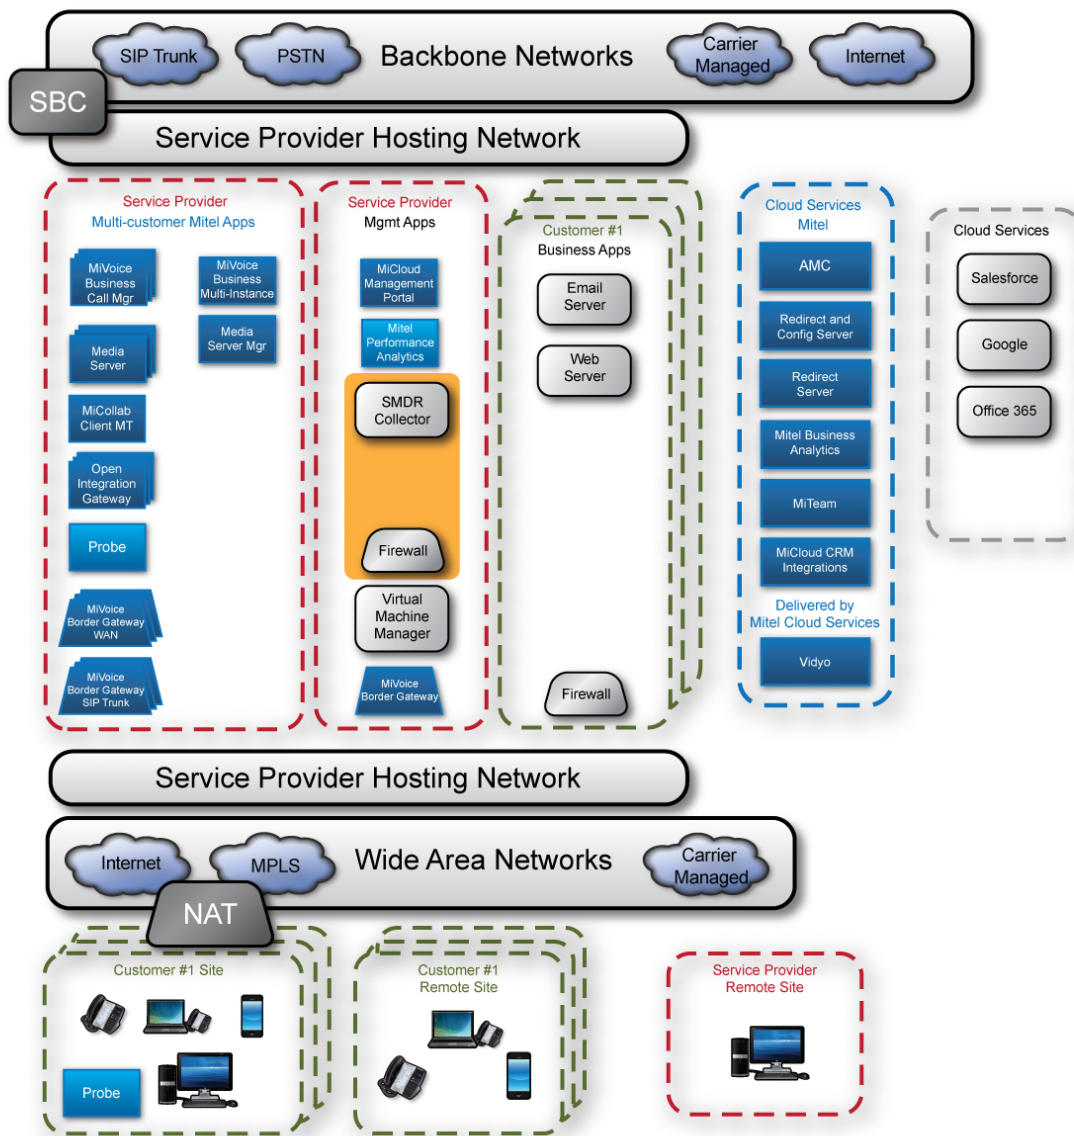 SIP Trunk
PSTN
Backbone Networks
Carrier
Managed
Internet
SBC
Service Provider Hosting Network
Service Provider
Multi-customer Mitel Apps
MiVoice
Business
Call Mgr
MiVoice
Business
Multi-Instance
Media
Server
Media
Server Mgr
MiCollab
Client MT
Open
Integration
Gateway
Probe
MiVoice
Border Gateway
WAN
MiVoice
Border Gateway
SIP Trunk
Service Provider
Mgmt Apps
MiCloud
Management
Portal
Mitel
Performance
Analytics
SMDR
Collector
Firewall
Virtual
Machine
Manager
MiVoice
Border Gateway
Customer #1
Business Apps
Email
Server
Web
Server
Firewall
Cloud Services
Mitel
AMC
Redirect and
Config Server
Redirect
Server
Mitel Business
Analytics
MiTeam
MiCloud CRM
Integrations
Delivered by
Mitel Cloud Services
Vidyo
Cloud Services
Salesforce
Google
Office 365
Service Provider Hosting Network
Internet
MPLS
Wide Area Networks
Carrier
Managed
NAT
Customer #1 Site
Probe
Customer #1
Remote Site
Service Provider
Remote Site